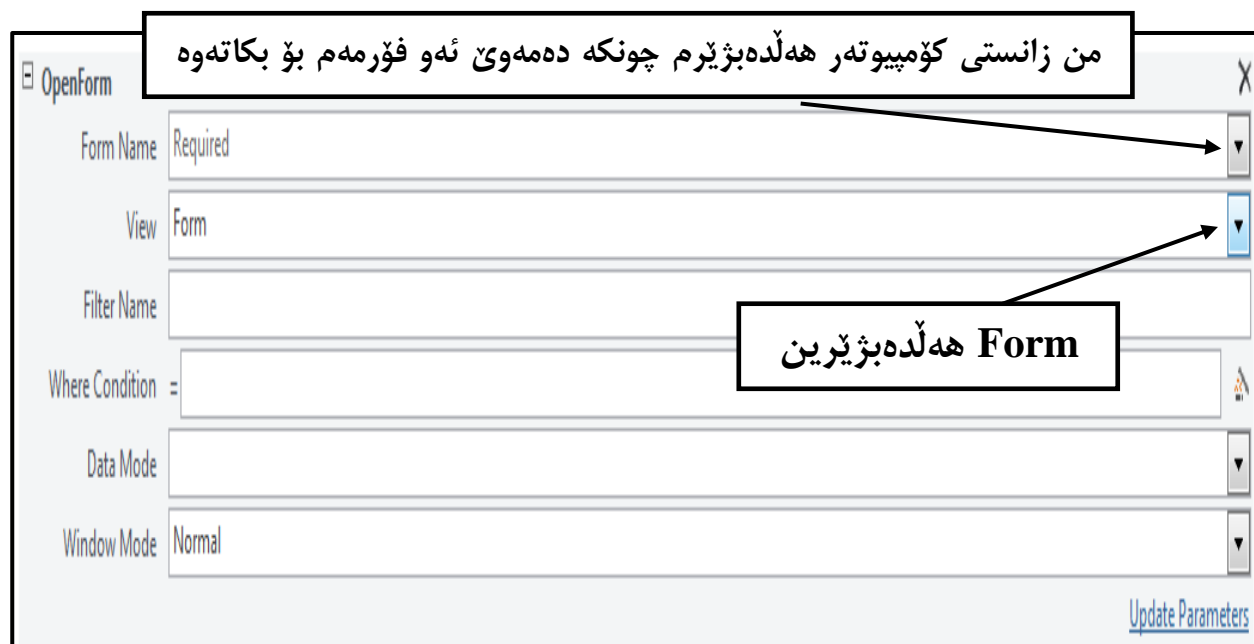 من زانستی کۆمپیوتەر هەڵدەبژێرم چونکە دەمەوێ ئەو فۆرمەم بۆ بکاتەوە
OpenForm
Form Name Required
View Form
Filter Name
Form هەڵدەبژێرین
Where Condition =
Data Mode
Window Mode Normal
Update Parameters